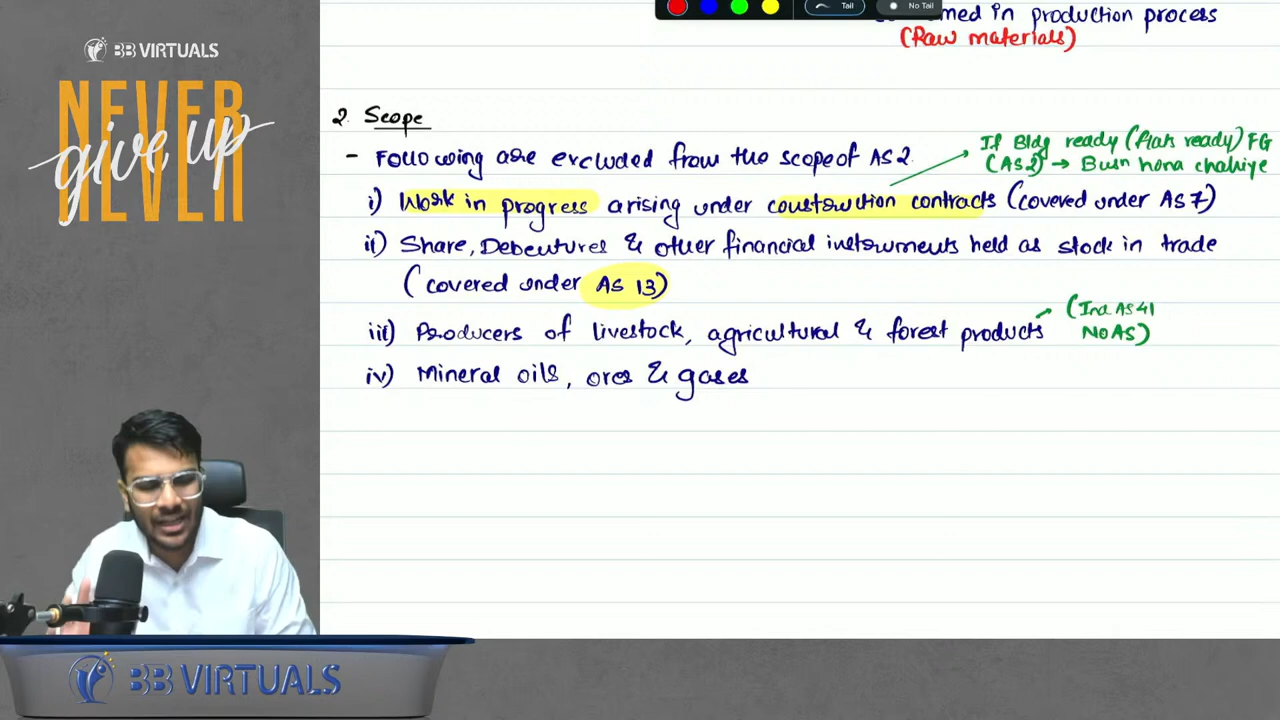 Tail
No Tail
in production process
(Raw materials)
BB VIRTUALS
NEVER
give up
NEVER
2. Scope
- Following are excluded from the scope of AS 2.
If Bldg ready (flats ready) FG
(AS 2) → Busn hona chahiye
i) Work in progress arising under construction contracts (covered under AS 7)
ii) Share, Debentures & other financial instruments held as stock in trade
(covered under AS 13)
iii) Producers of livestock, agricultural & forest products
(Ind AS 41
No AS)
iv) Mineral oils, ores & gases
BB VIRTUALS